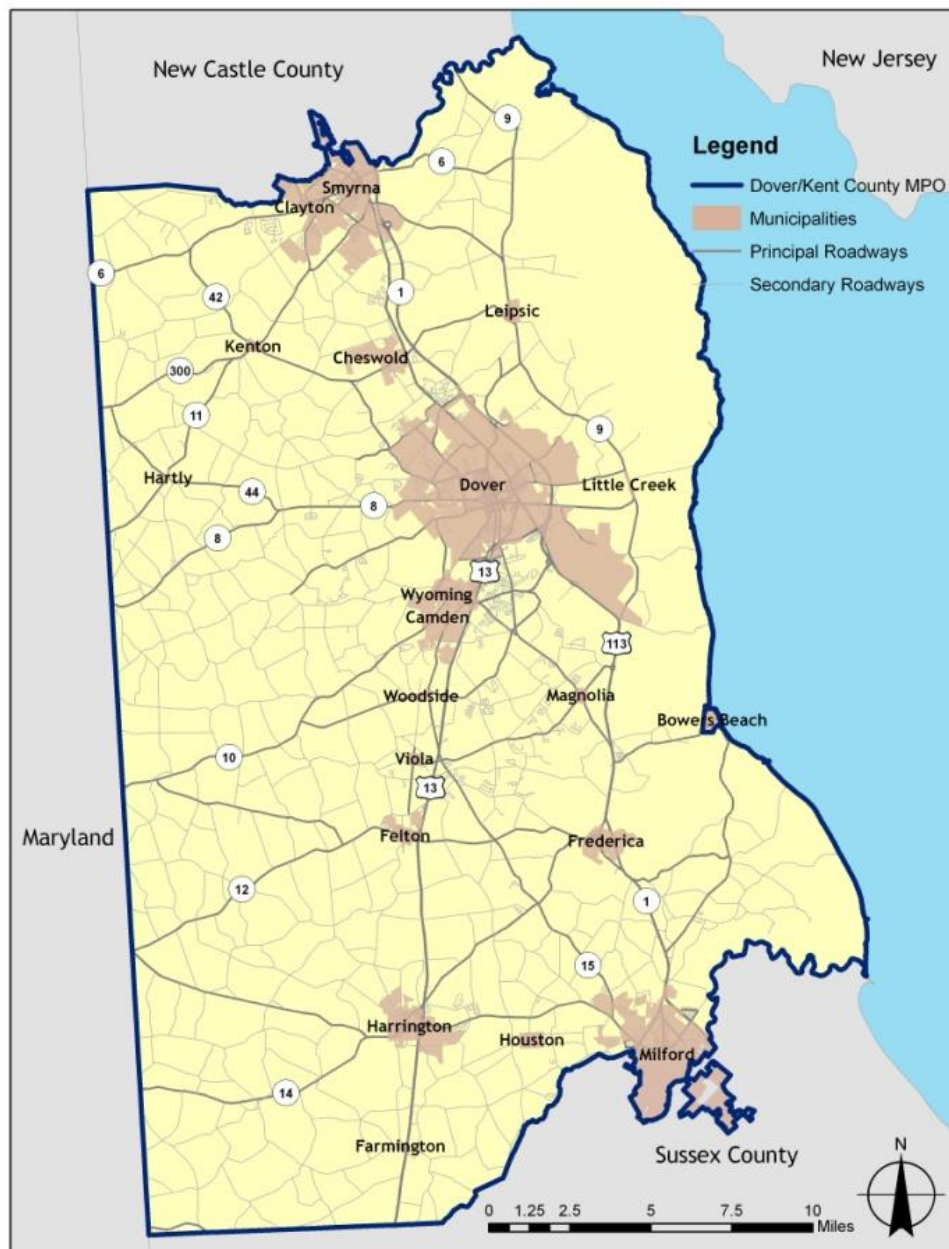 New Castle County
New Jersey
9
Legend
6
Dover/Kent County MPO
Smyrna
Clayton
Municipalities
Principal Roadways
6
Secondary Roadways
42
1
Leipsic
Kenton
Cheswold
300
11
9
Hartly
Dover
Little Creek
44
8
8
13
Wyoming
Camden
113
Woodside
Magnolia
Bowers Beach
10
Viola
13
Maryland
Felton
Frederica
12
1
15
Harrington
Houston
Milford
14
Farmington
Sussex County
N
0 1.25 2.5 5 7.5 10
Miles